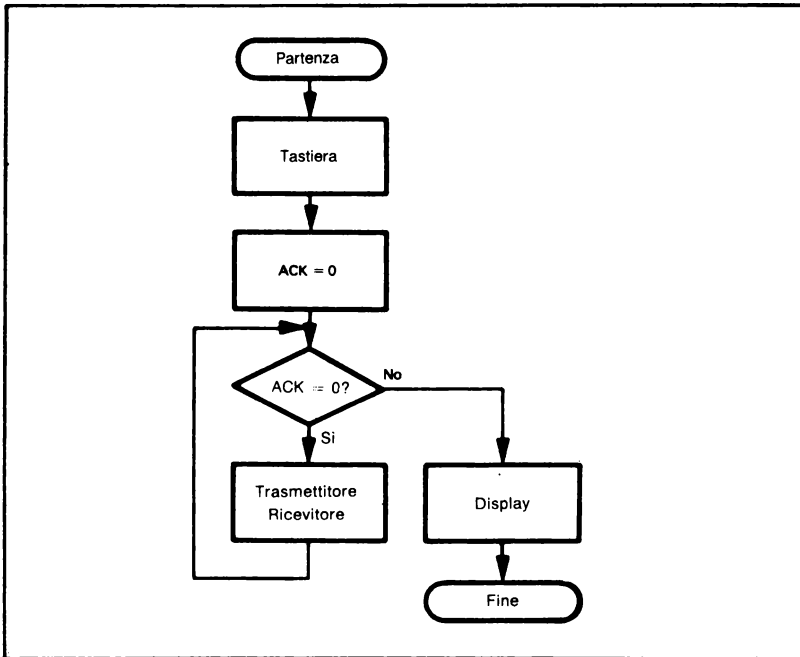 Partenza
Tastiera
ACK = 0
ACK = 0?
No
Si
Trasmettitore
Ricevitore
Display
Fine